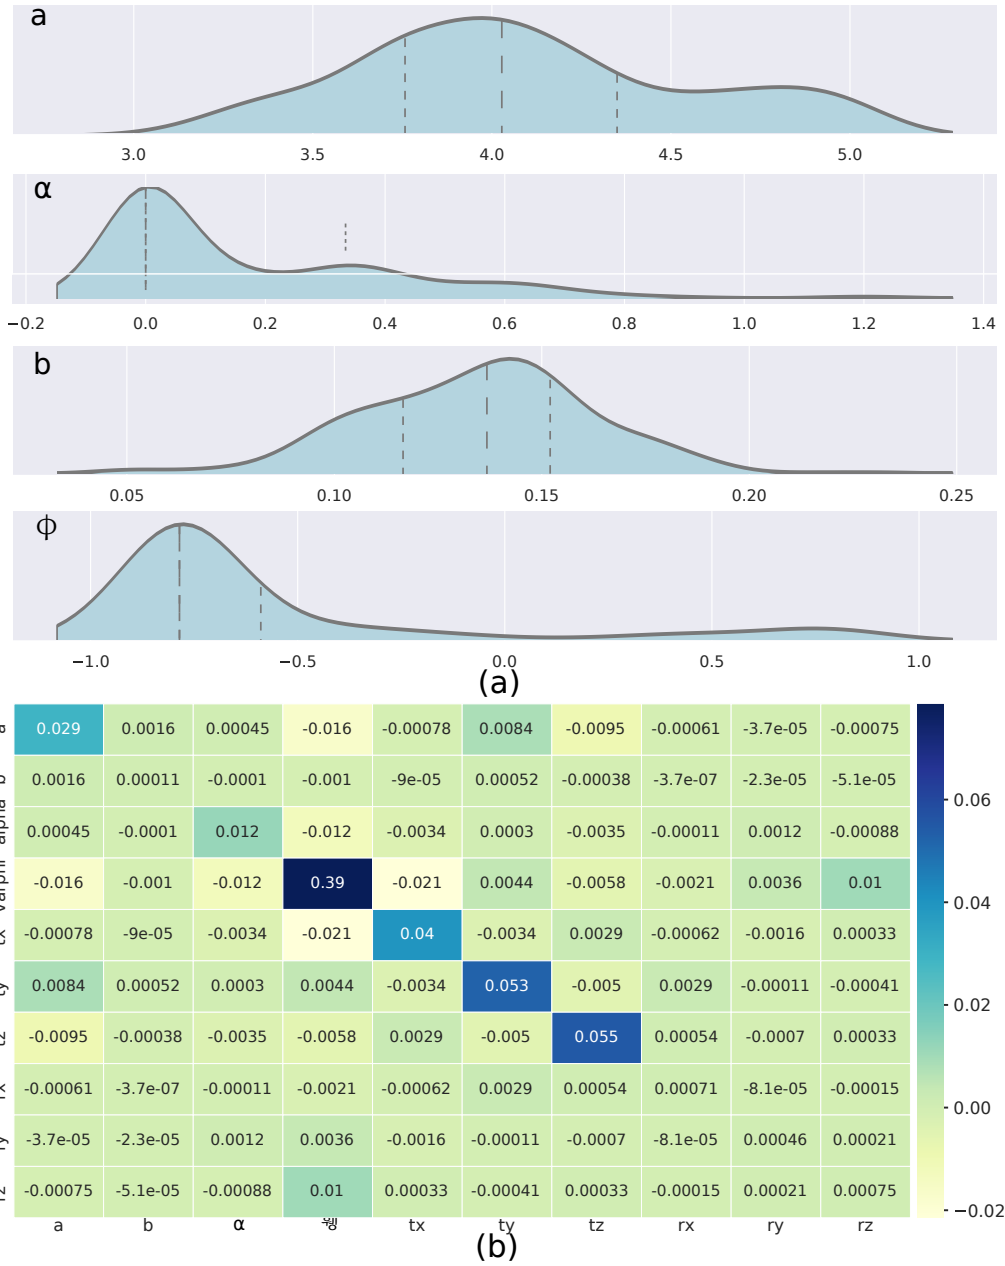 a
3.0 3.5 4.0 4.5 5.0
α
−0.2 0.0 0.2 0.4 0.6 0.8 1.0 1.2 1.4
b
0.05 0.10 0.15 0.20 0.25
ϕ
−1.0 −0.5 0.0 0.5 1.0
(a)
a 0.029 0.0016 0.00045 -0.016 -0.00078 0.0084 -0.0095 -0.00061 -3.7e-05 -0.00075
b 0.0016 0.00011 -0.0001 -0.001 -9e-05 0.00052 -0.00038 -3.7e-07 -2.3e-05 -5.1e-05
alpha 0.00045 -0.0001 0.012 -0.012 -0.0034 0.0003 -0.0035 -0.00011 0.0012 -0.00088
varphi -0.016 -0.001 -0.012 0.39 -0.021 0.0044 -0.0058 -0.0021 0.0036 0.01
tx -0.00078 -9e-05 -0.0034 -0.021 0.04 -0.0034 0.0029 -0.00062 -0.0016 0.00033
ty 0.0084 0.00052 0.0003 0.0044 -0.0034 0.053 -0.005 0.0029 -0.00011 -0.00041
tz -0.0095 -0.00038 -0.0035 -0.0058 0.0029 -0.005 0.055 0.00054 -0.0007 0.00033
rx -0.00061 -3.7e-07 -0.00011 -0.0021 -0.00062 0.0029 0.00054 0.00071 -8.1e-05 -0.00015
ry -3.7e-05 -2.3e-05 0.0012 0.0036 -0.0016 -0.00011 -0.0007 -8.1e-05 0.00046 0.00021
rz -0.00075 -5.1e-05 -0.00088 0.01 0.00033 -0.00041 0.00033 -0.00015 0.00021 0.00075
a b α tx ty tz rx ry rz
0.06
0.04
0.02
0.00
−0.02
(b)